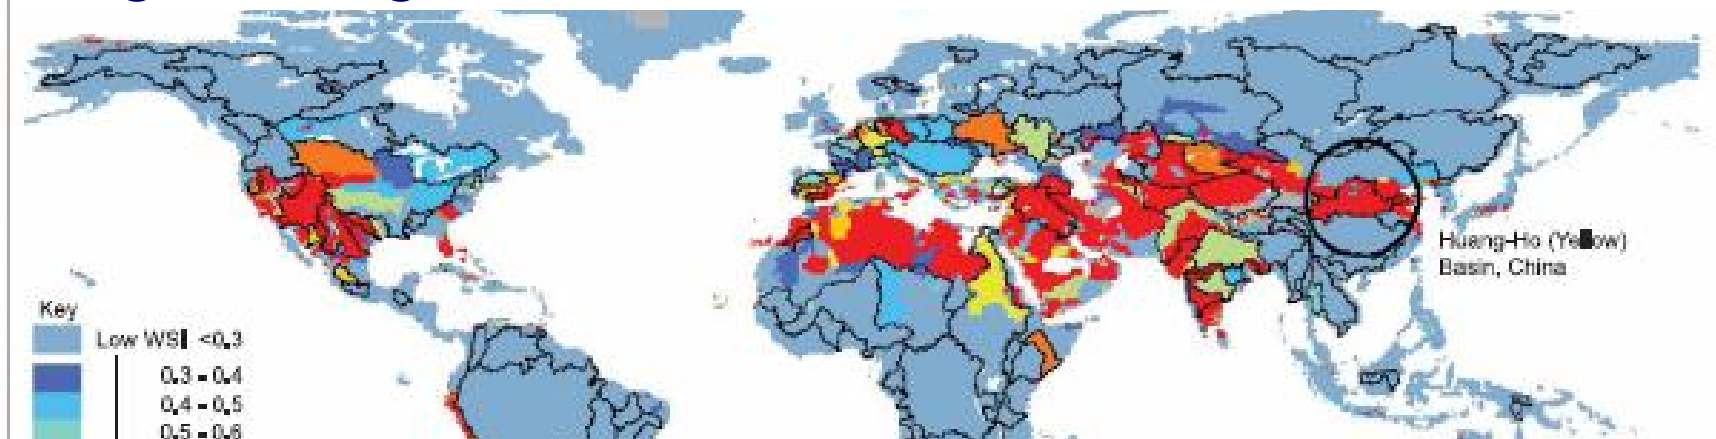 Huang-Ho (Yellow)
Basin, China
Key
Low WSI <0.3
0.3 - 0.4
0.4 - 0.5
0.5 - 0.6